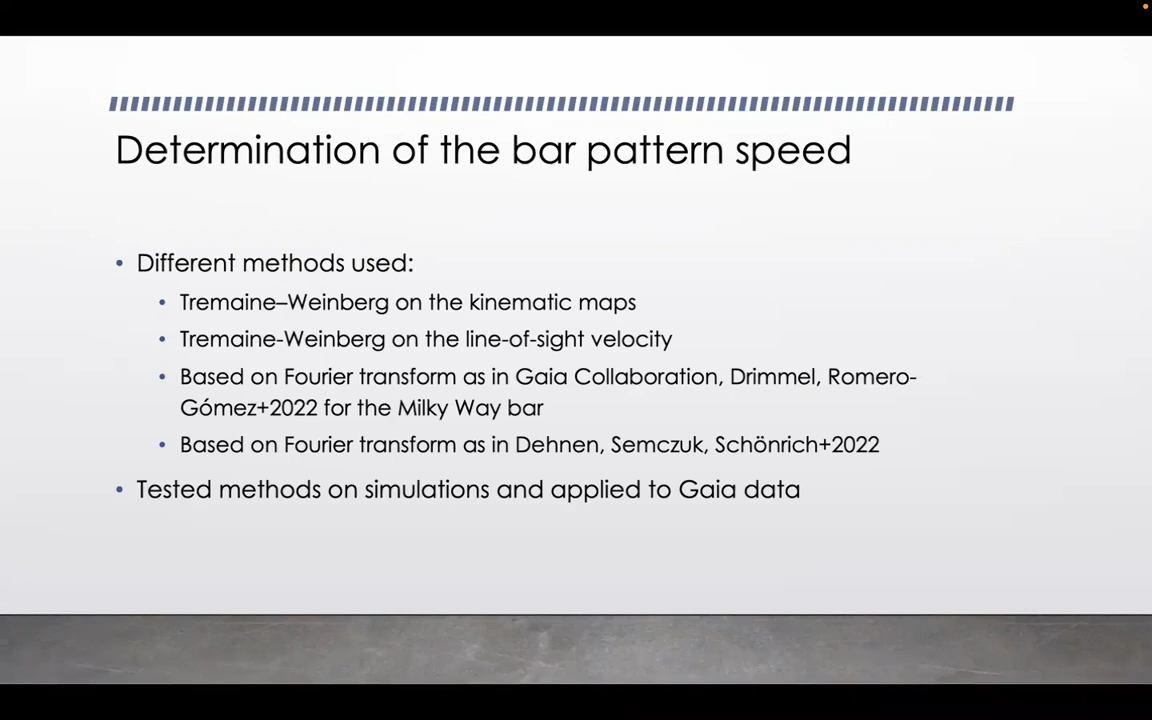 Determination of the bar pattern speed
• Different methods used:
• Tremaine–Weinberg on the kinematic maps
• Tremaine-Weinberg on the line-of-sight velocity
• Based on Fourier transform as in Gaia Collaboration, Drimmel, Romero-
Gómez+2022 for the Milky Way bar
• Based on Fourier transform as in Dehnen, Semczuk, Schönrich+2022
• Tested methods on simulations and applied to Gaia data